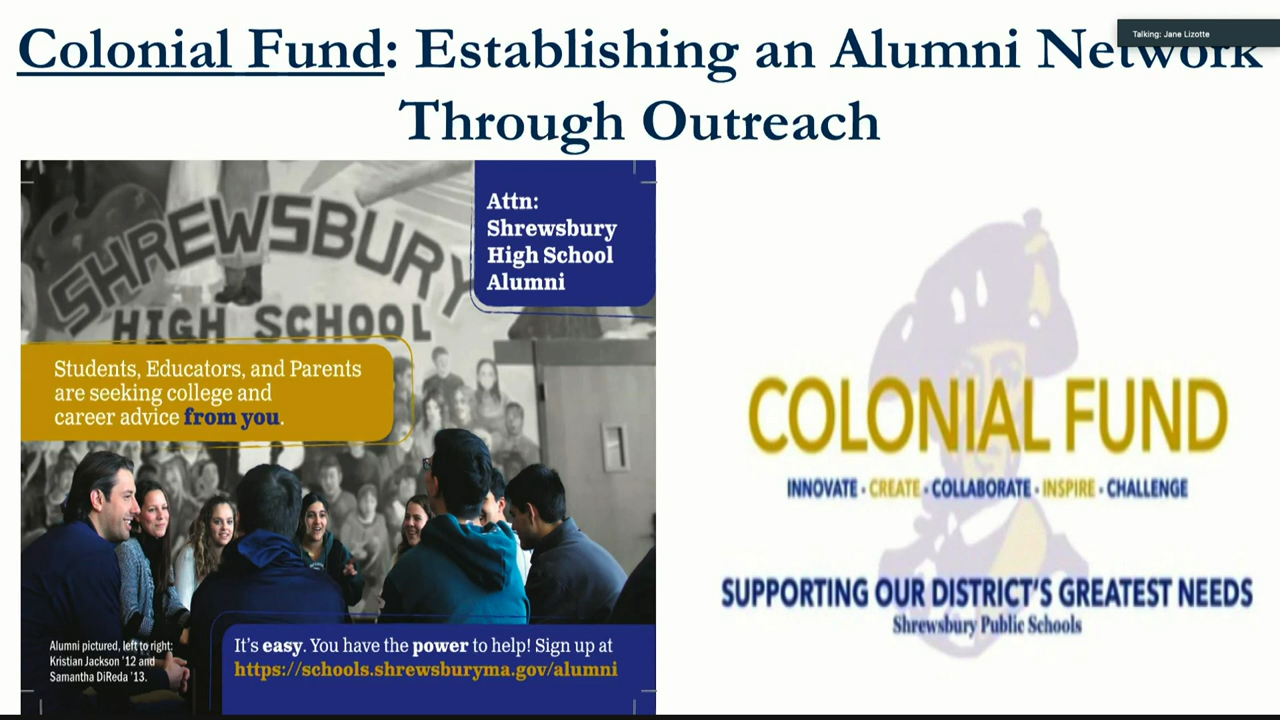 Colonial Fund: Establishing an Alumni Network
Through Outreach
Talking: Jane Lizotte
SHREWSBURY
HIGH SCHOOL
Attn:
Shrewsbury
High School
Alumni
Students, Educators, and Parents
are seeking college and
career advice from you.
Alumni pictured, left to right:
Kristian Jackson '12 and
Samantha DiReda '13.
It's easy. You have the power to help! Sign up at
https://schools.shrewsburyma.gov/alumni
COLONIAL FUND
INNOVATE • CREATE • COLLABORATE • INSPIRE • CHALLENGE
SUPPORTING OUR DISTRICT'S GREATEST NEEDS
Shrewsbury Public Schools